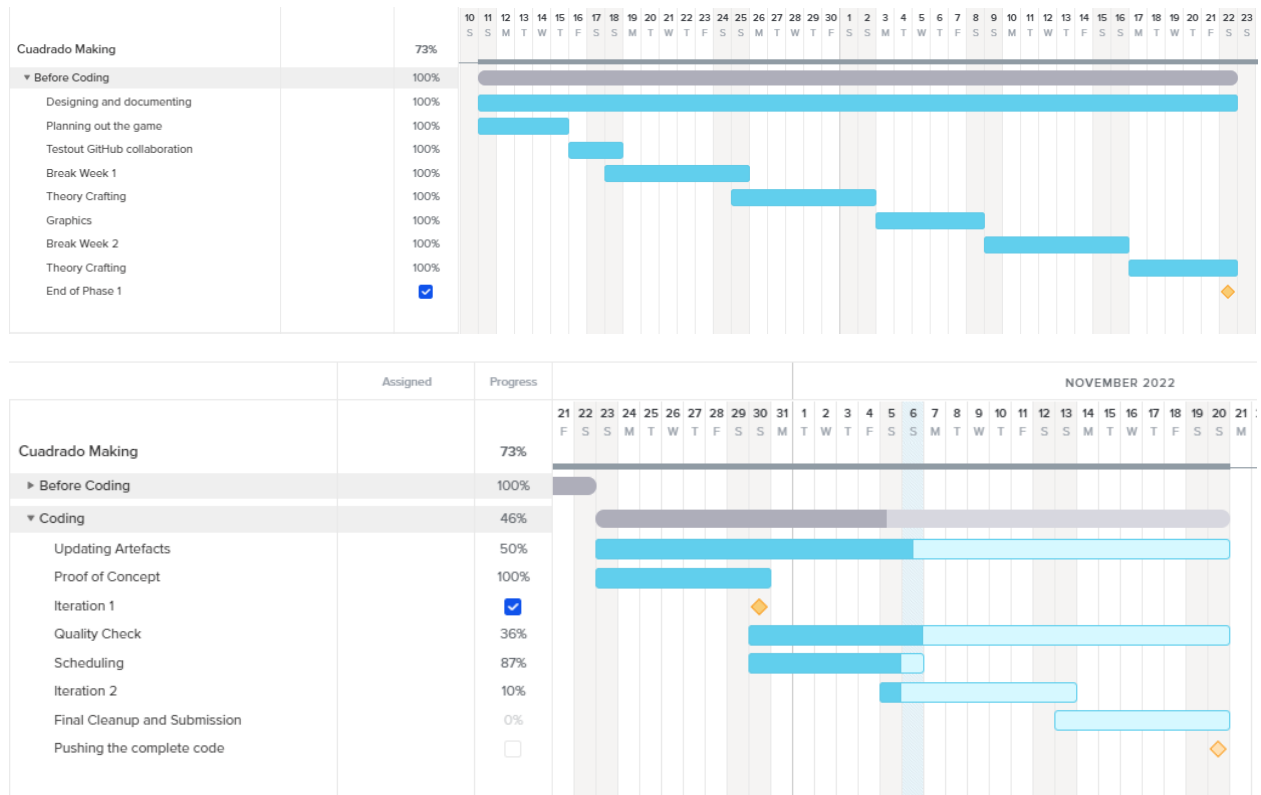 10 11 12 13 14 15 16 17 18 19 20 21 22 23 24 25 26 27 28 29 30 1 2 3 4 5 6 7 8 9 10 11 12 13 14 15 16 17 18 19 20 21 22 23
S S M T W T F S S M T W T F S S M T W T F S S M T W T F S S M T W T F S S M T W T F S S
Cuadrado Making 73%
Before Coding 100%
Designing and documenting 100%
Planning out the game 100%
Testout GitHub collaboration 100%
Break Week 1 100%
Theory Crafting 100%
Graphics 100%
Break Week 2 100%
Theory Crafting 100%
End of Phase 1
Assigned Progress NOVEMBER 2022
21 22 23 24 25 26 27 28 29 30 31 1 2 3 4 5 6 7 8 9 10 11 12 13 14 15 16 17 18 19 20 21
F S S M T W T F S S M T W T F S S M T W T F S S M T W T F S S M
Cuadrado Making 73%
Before Coding 100%
Coding 46%
Updating Artefacts 50%
Proof of Concept 100%
Iteration 1
Quality Check 36%
Scheduling 87%
Iteration 2 10%
Final Cleanup and Submission 0%
Pushing the complete code